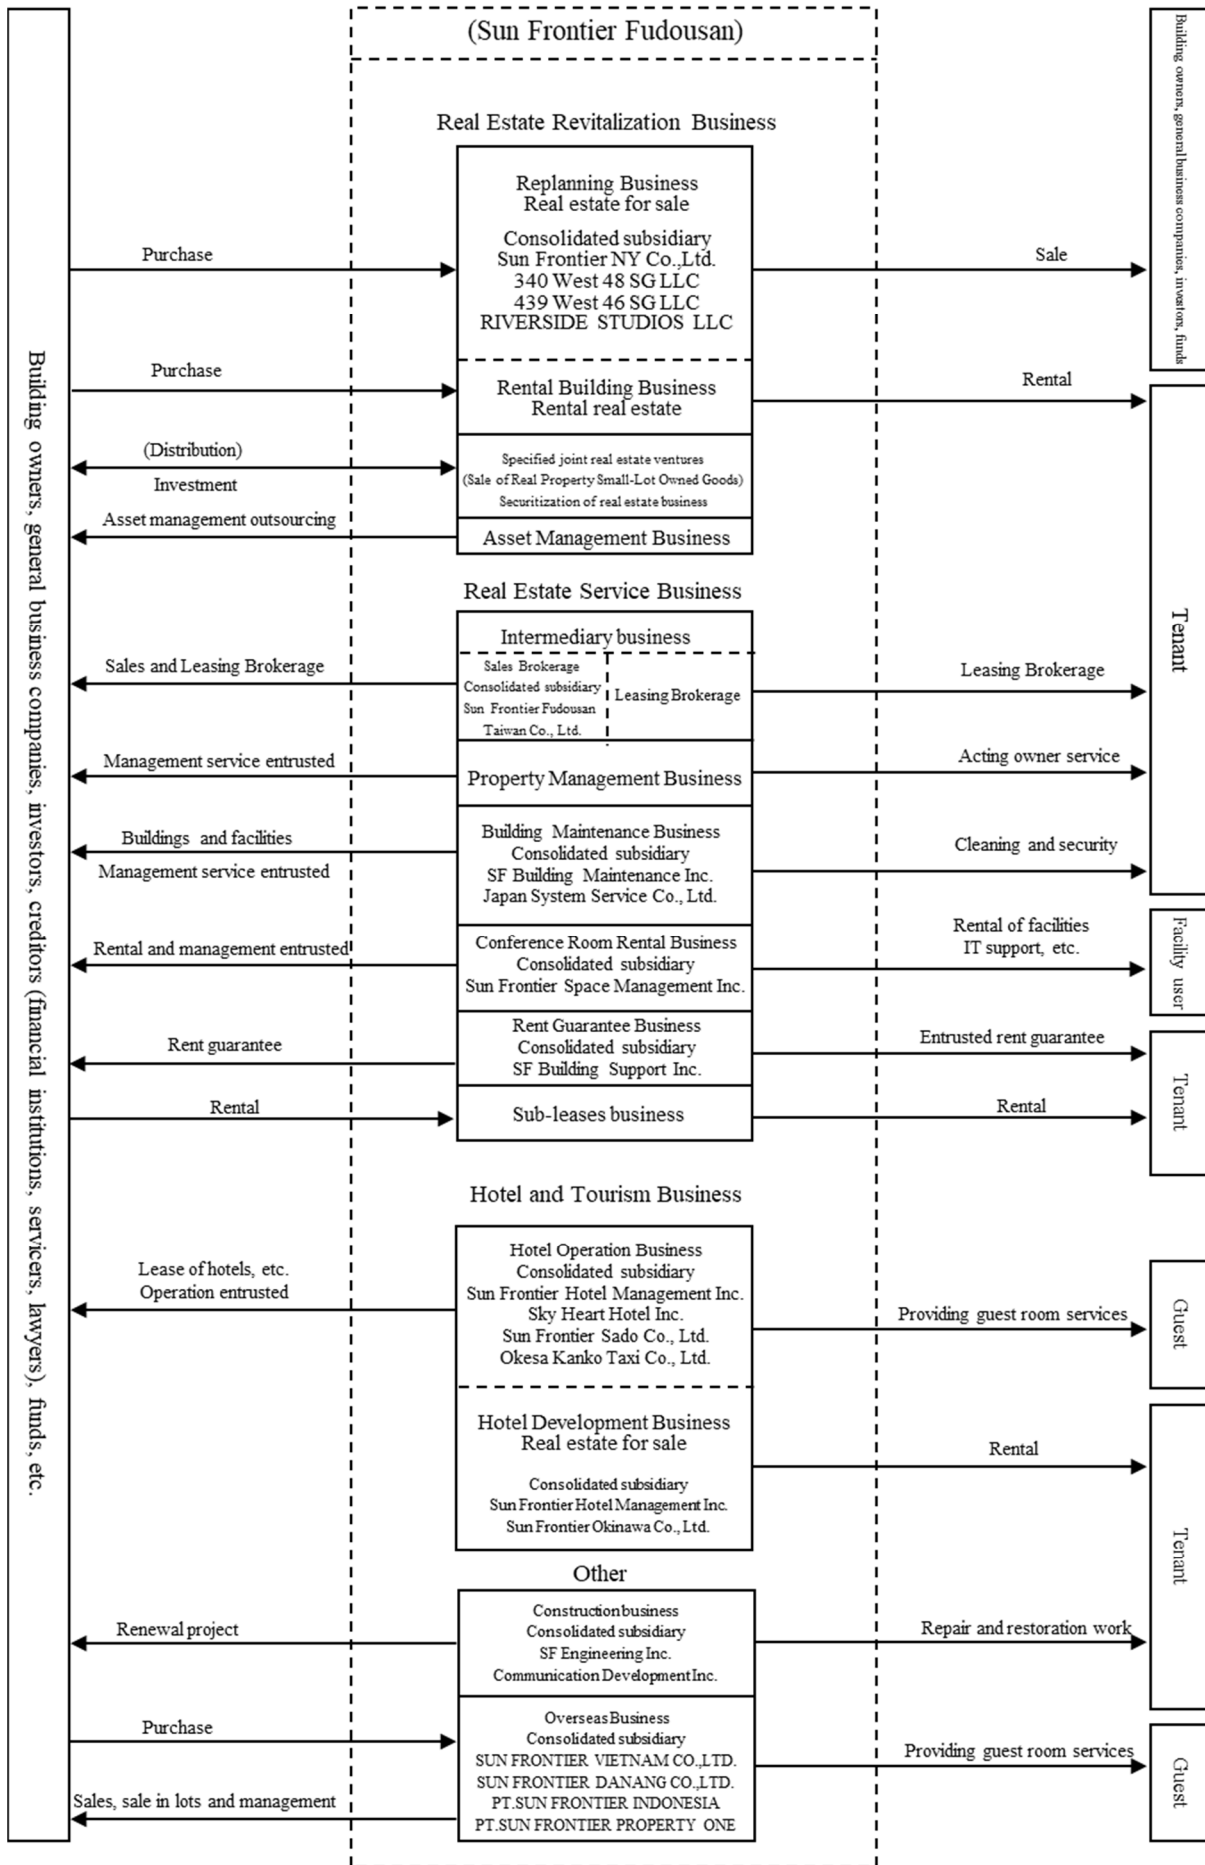 (Sun Frontier Fudousan)
Building owners, general business companies, investors, creditors (financial institutions, servicers, lawyers), funds, etc.
Real Estate Revitalization Business
Replanning Business
Real estate for sale
Consolidated subsidiary
Sun Frontier NY Co.,Ltd.
340 West 48 SG LLC
439 West 46 SG LLC
RIVERSIDE STUDIOS LLC
Purchase
Sale
Building owners, general business companies, investors, funds
Purchase
Rental Building Business
Rental real estate
Rental
(Distribution)
Investment
Specified joint real estate ventures
(Sale of Real Property Small-Lot Owned Goods)
Securitization of real estate business
Asset management outsourcing
Asset Management Business
Real Estate Service Business
Intermediary business
Sales and Leasing Brokerage
Sales Brokerage
Consolidated subsidiary
Sun Frontier Fudousan
Taiwan Co., Ltd.
Leasing Brokerage
Leasing Brokerage
Tenant
Management service entrusted
Property Management Business
Acting owner service
Buildings and facilities
Management service entrusted
Building Maintenance Business
Consolidated subsidiary
SF Building Maintenance Inc.
Japan System Service Co., Ltd.
Cleaning and security
Rental and management entrusted
Conference Room Rental Business
Consolidated subsidiary
Sun Frontier Space Management Inc.
Rental of facilities
IT support, etc.
Facility user
Rent guarantee
Rent Guarantee Business
Consolidated subsidiary
SF Building Support Inc.
Entrusted rent guarantee
Tenant
Rental
Sub-leases business
Rental
Hotel and Tourism Business
Lease of hotels, etc.
Operation entrusted
Hotel Operation Business
Consolidated subsidiary
Sun Frontier Hotel Management Inc.
Sky Heart Hotel Inc.
Sun Frontier Sado Co., Ltd.
Okesa Kanko Taxi Co., Ltd.
Providing guest room services
Guest
Hotel Development Business
Real estate for sale
Consolidated subsidiary
Sun Frontier Hotel Management Inc.
Sun Frontier Okinawa Co., Ltd.
Rental
Tenant
Other
Renewal project
Construction business
Consolidated subsidiary
SF Engineering Inc.
Communication Development Inc.
Repair and restoration work
Purchase
Sales, sale in lots and management
Overseas Business
Consolidated subsidiary
SUN FRONTIER VIETNAM CO.,LTD.
SUN FRONTIER DANANG CO.,LTD.
PT.SUN FRONTIER INDONESIA
PT.SUN FRONTIER PROPERTY ONE
Providing guest room services
Guest